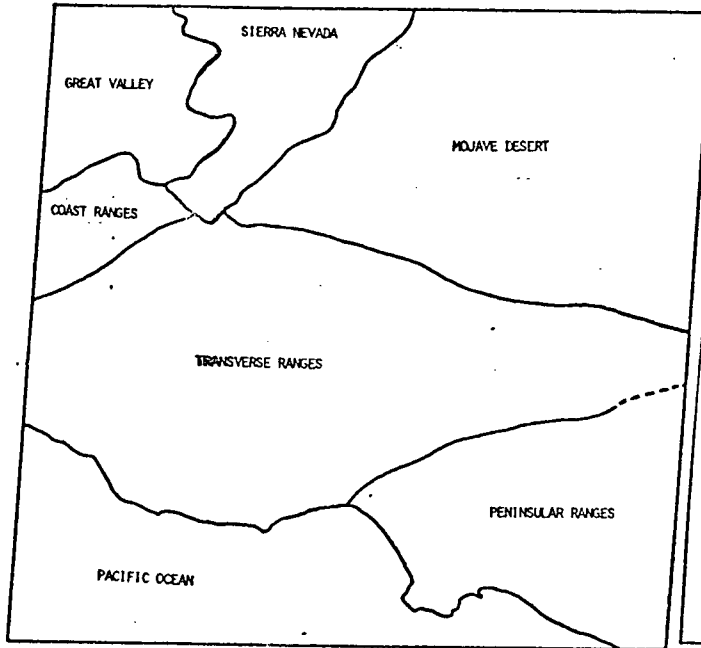 SIERRA NEVADA
GREAT VALLEY
MOJAVE DESERT
COAST RANGES
TRANSVERSE RANGES
PENINSULAR RANGES
PACIFIC OCEAN